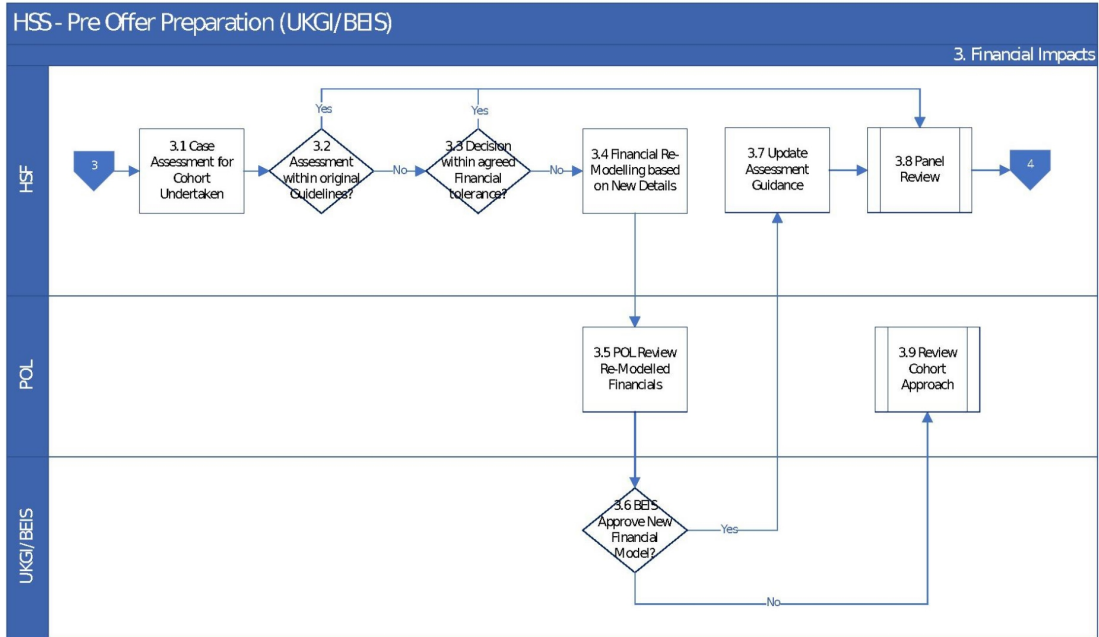 HSS - Pre Offer Preparation (UKGI/BEIS)
3. Financial Impacts
HSF
3
3.1 Case
Assessment for
Cohort
Undertaken
Yes
3.2
Assessment
within original
Guidelines?
No
Yes
3.3 Decision
within agreed
Financial
tolerance?
No
3.4 Financial Re-
Modelling based
on New Details
3.7 Update
Assessment
Guidance
3.8 Panel
Review
4
POL
3.5 POL Review
Re-Modelled
Financials
3.9 Review
Cohort
Approach
UKGI/BEIS
3.6 BEIS
Approve New
Financial
Model?
Yes
No